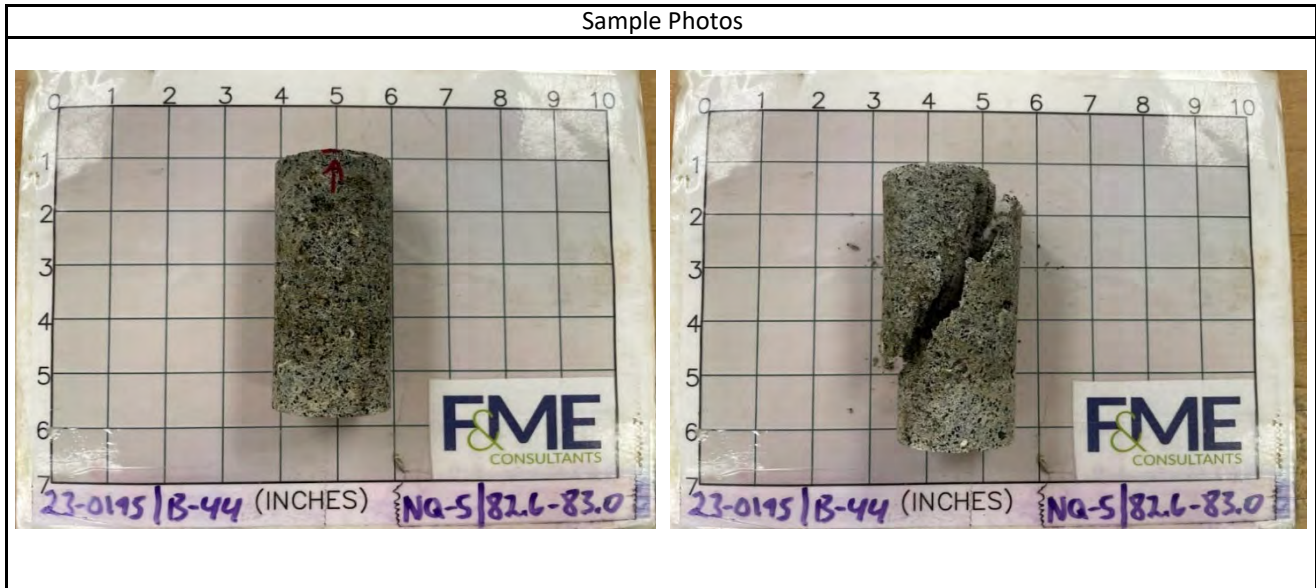 Sample Photos
0 1 2 3 4 5 6 7 8 9 10
1
2
3
4
5
6
7
F&ME
CONSULTANTS
(INCHES)
23-0195 | B-44
NQ-5 | 82.6-83.0
0 1 2 3 4 5 6 7 8 9 10
1
2
3
4
5
6
7
F&ME
CONSULTANTS
(INCHES)
23-0195 | B-44
NQ-5 | 82.6-83.0